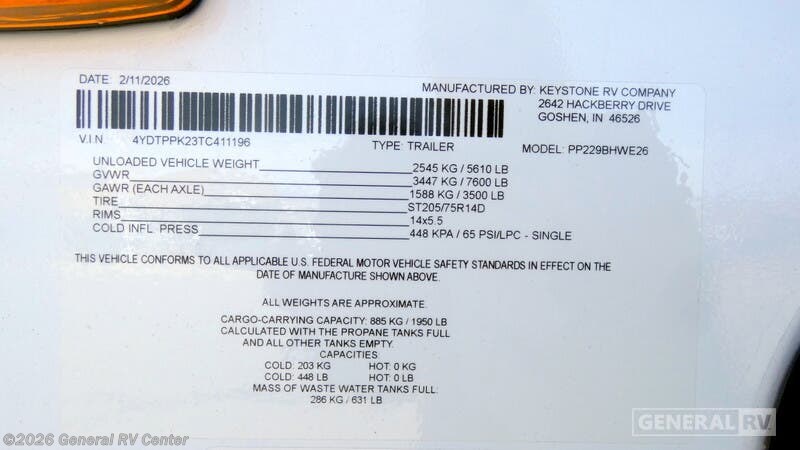 DATE 2/11/2026
MANUFACTURED BY: KEYSTONE RV COMPANY
2642 HACKBERRY DRIVE
GOSHEN, IN 46526
V.I.N. 4YDTPPK23TC411196 TYPE: TRAILER MODEL: PP229BHWE26
UNLOADED VEHICLE WEIGHT 2545 KG / 5610 LB
GVWR 3447 KG / 7600 LB
GAWR (EACH AXLE) 1588 KG / 3500 LB
TIRE ST205/75R14D
RIMS 14x5.5
COLD INFL. PRESS 448 KPA / 65 PSI/LPC - SINGLE
THIS VEHICLE CONFORMS TO ALL APPLICABLE U.S. FEDERAL MOTOR VEHICLE SAFETY STANDARDS IN EFFECT ON THE
DATE OF MANUFACTURE SHOWN ABOVE.
ALL WEIGHTS ARE APPROXIMATE.
CARGO-CARRYING CAPACITY: 885 KG / 1950 LB
CALCULATED WITH THE PROPANE TANKS FULL
AND ALL OTHER TANKS EMPTY.
CAPACITIES:
COLD: 203 KG HOT: 0 KG
COLD: 448 LB HOT: 0 LB
MASS OF WASTE WATER TANKS FULL:
286 KG / 631 LB
GENERAL RV
©2026 General RV Center